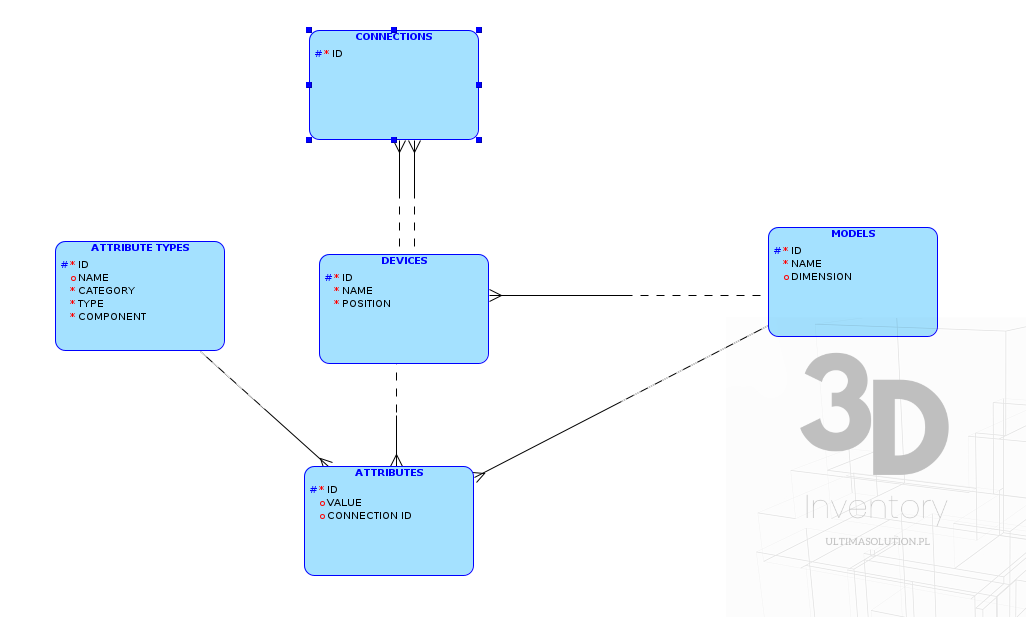 CONNECTIONS
#* ID
ATTRIBUTE TYPES
#* ID
o NAME
* CATEGORY
* TYPE
* COMPONENT
DEVICES
#* ID
* NAME
* POSITION
MODELS
#* ID
* NAME
o DIMENSION
ATTRIBUTES
#* ID
o VALUE
o CONNECTION ID
3D
Inventory
ULTIMASOLUTION.PL